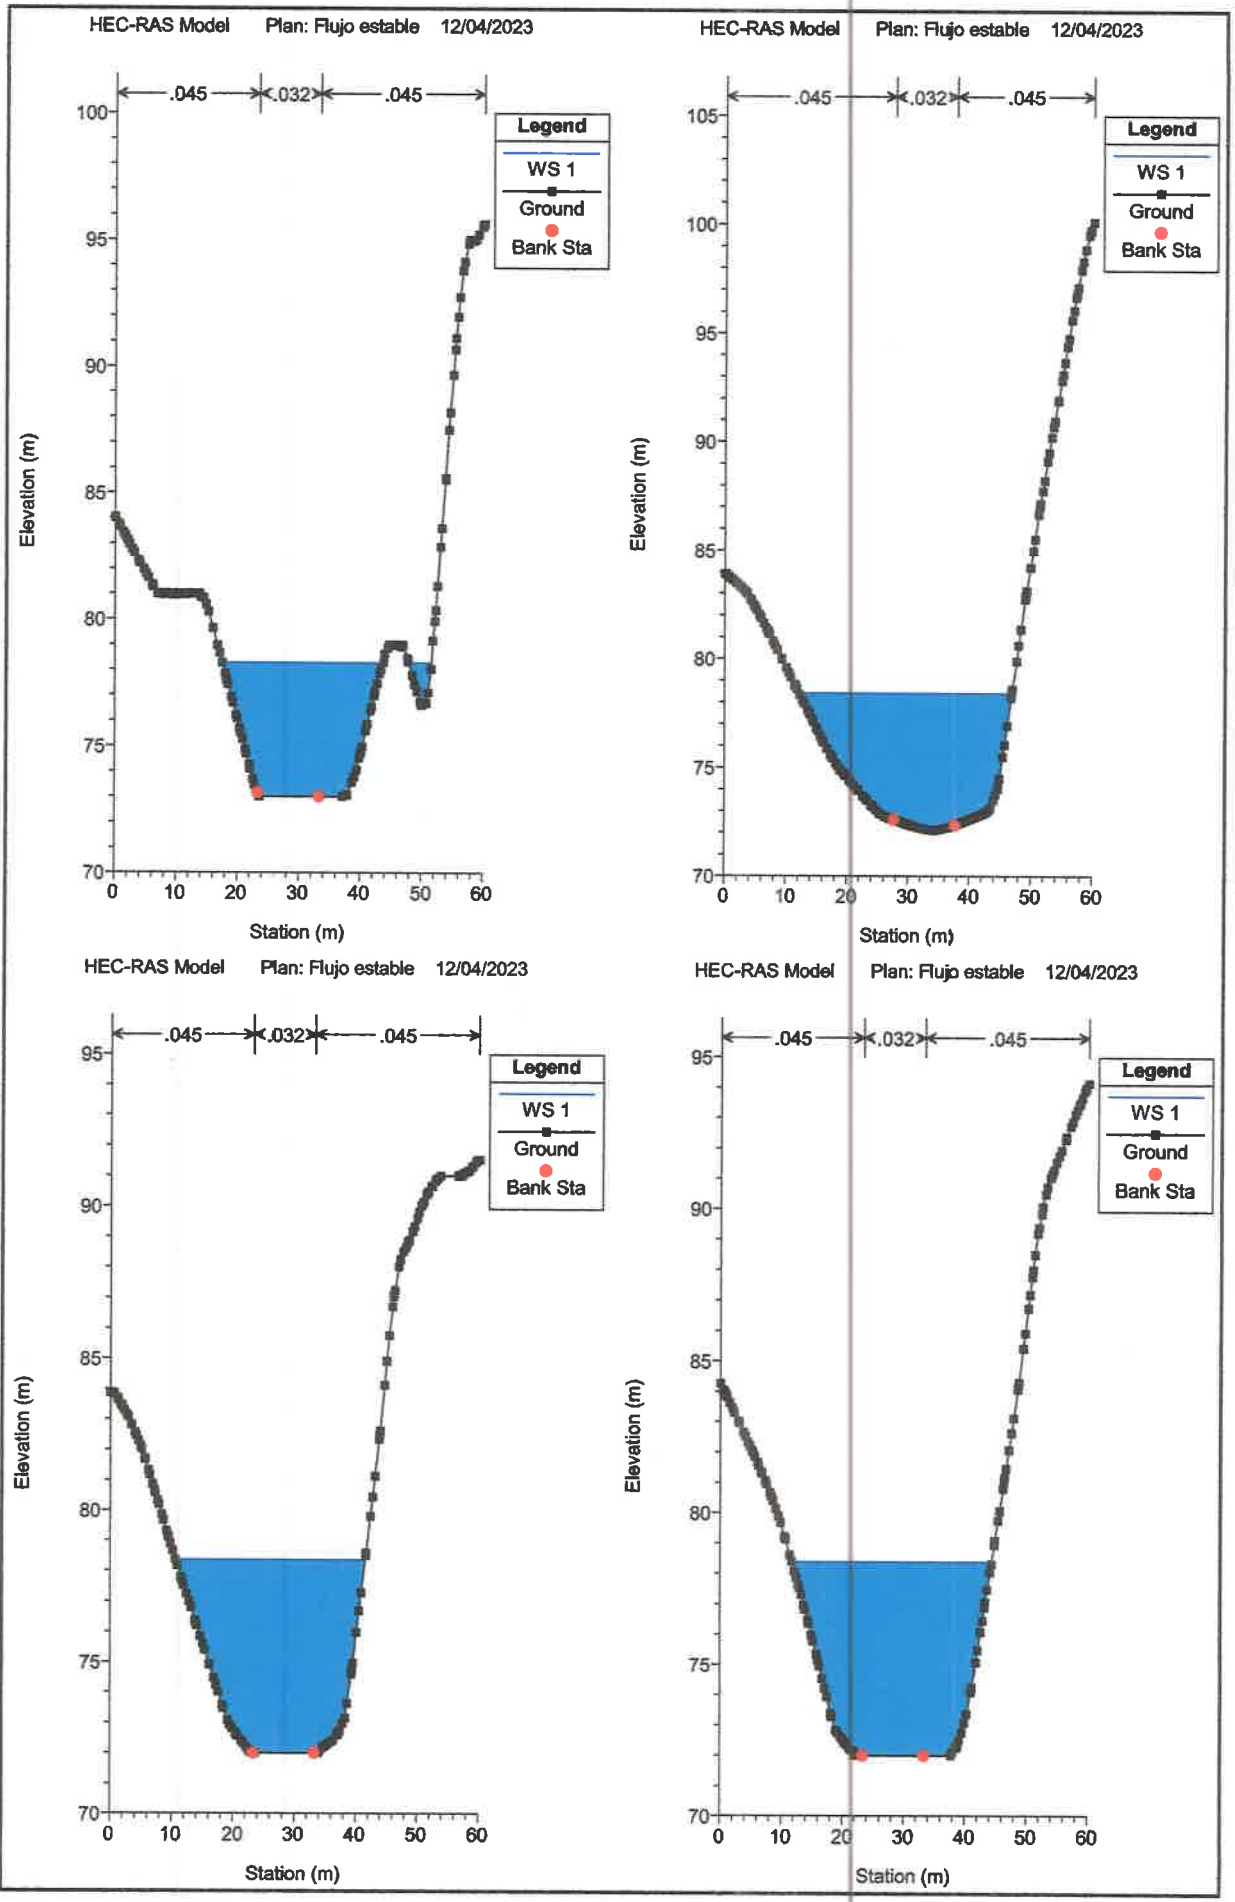 HEC-RAS Model Plan: Flujo estable 12/04/2023
.045 .032 .045
Legend
WS 1
Ground
Bank Sta
100
95
90
85
80
75
70
Elevation (m)
0 10 20 30 40 50 60
Station (m)
HEC-RAS Model Plan: Flujo estable 12/04/2023
.045 .032 .045
Legend
WS 1
Ground
Bank Sta
105
100
95
90
85
80
75
70
Elevation (m)
0 10 20 30 40 50 60
Station (m)
HEC-RAS Model Plan: Flujo estable 12/04/2023
.045 .032 .045
Legend
WS 1
Ground
Bank Sta
95
90
85
80
75
70
Elevation (m)
0 10 20 30 40 50 60
Station (m)
HEC-RAS Model Plan: Flujo estable 12/04/2023
.045 .032 .045
Legend
WS 1
Ground
Bank Sta
95
90
85
80
75
70
Elevation (m)
0 10 20 30 40 50 60
Station (m)